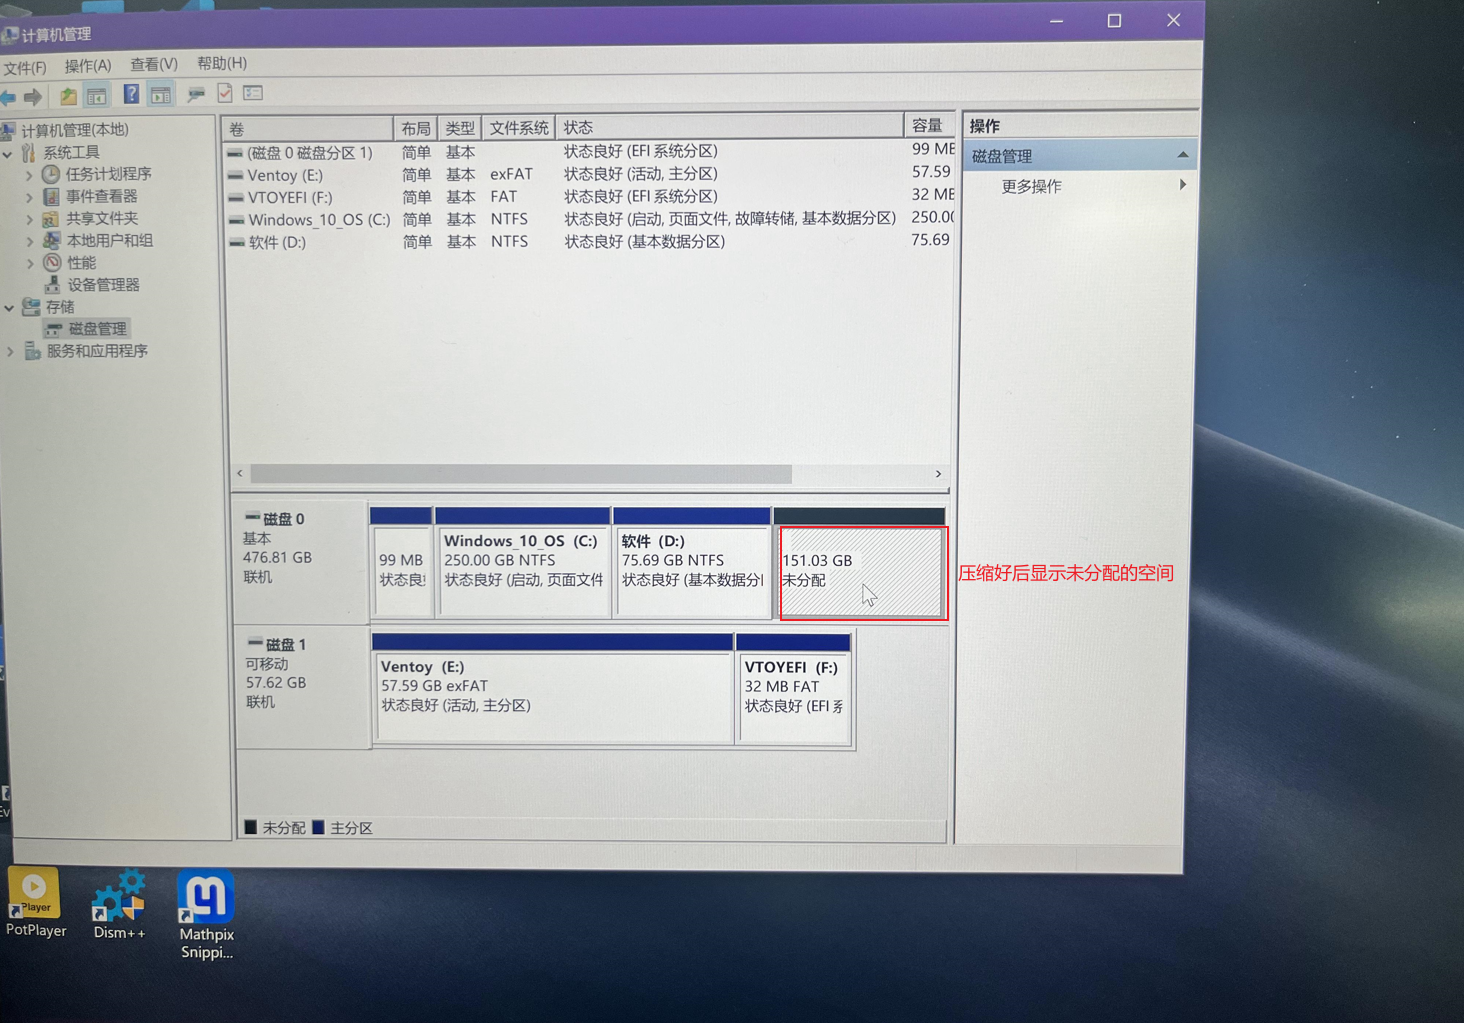 计算机管理
文件(F) 操作(A) 查看(V) 帮助(H)
计算机管理(本地)
系统工具
任务计划程序
事件查看器
共享文件夹
本地用户和组
性能
设备管理器
存储
磁盘管理
服务和应用程序
卷 布局 类型 文件系统 状态 容量
(磁盘 0 磁盘分区 1) 简单 基本 状态良好 (EFI 系统分区) 99 MB
Ventoy (E:) 简单 基本 exFAT 状态良好 (活动, 主分区) 57.59
VTOYEFI (F:) 简单 基本 FAT 状态良好 (EFI 系统分区) 32 MB
Windows_10_OS (C:) 简单 基本 NTFS 状态良好 (启动, 页面文件, 故障转储, 基本数据分区) 250.00
软件 (D:) 简单 基本 NTFS 状态良好 (基本数据分区) 75.69
操作
磁盘管理
更多操作
磁盘 0
基本
476.81 GB
联机
99 MB
状态良
Windows_10_OS (C:)
250.00 GB NTFS
状态良好 (启动, 页面文件
软件 (D:)
75.69 GB NTFS
状态良好 (基本数据分
151.03 GB
未分配
压缩好后显示未分配的空间
磁盘 1
可移动
57.62 GB
联机
Ventoy (E:)
57.59 GB exFAT
状态良好 (活动, 主分区)
VTOYEFI (F:)
32 MB FAT
状态良好 (EFI 系
未分配 主分区
Player
PotPlayer
Dism++
Mathpix
Snippi...